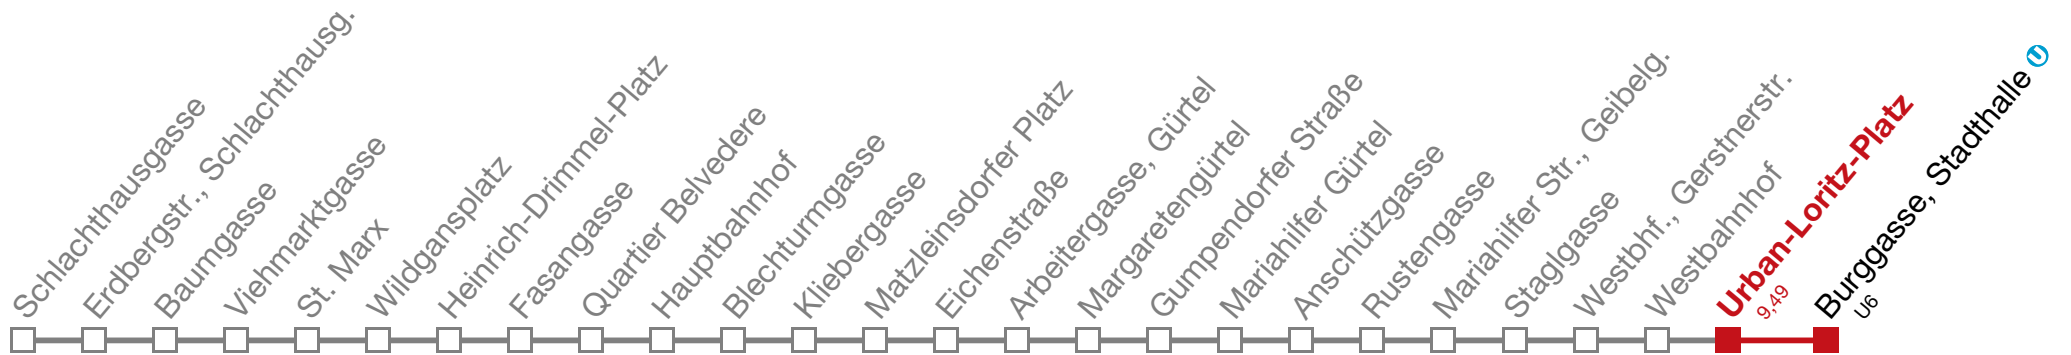 Schlachthausgasse
Erdbergstr., Schlachthausg.
Baumgasse
Viehmarktgasse
St. Marx
Wildgansplatz
Heinrich-Drimmel-Platz
Fasangasse
Quartier Belvedere
Hauptbahnhof
Blechturmgasse
Kliebergasse
Matzleinsdorfer Platz
Eichenstraße
Arbeitergasse, Gürtel
Margaretengürtel
Gumpendorfer Straße
Mariahilfer Gürtel
Anschützgasse
Rustengasse
Mariahilfer Str., Geibelg.
Staglgasse
Westbhf., Gerstnerstr.
Westbahnhof
Urban-Loritz-Platz
9,49
Burggasse, Stadthalle U
U6